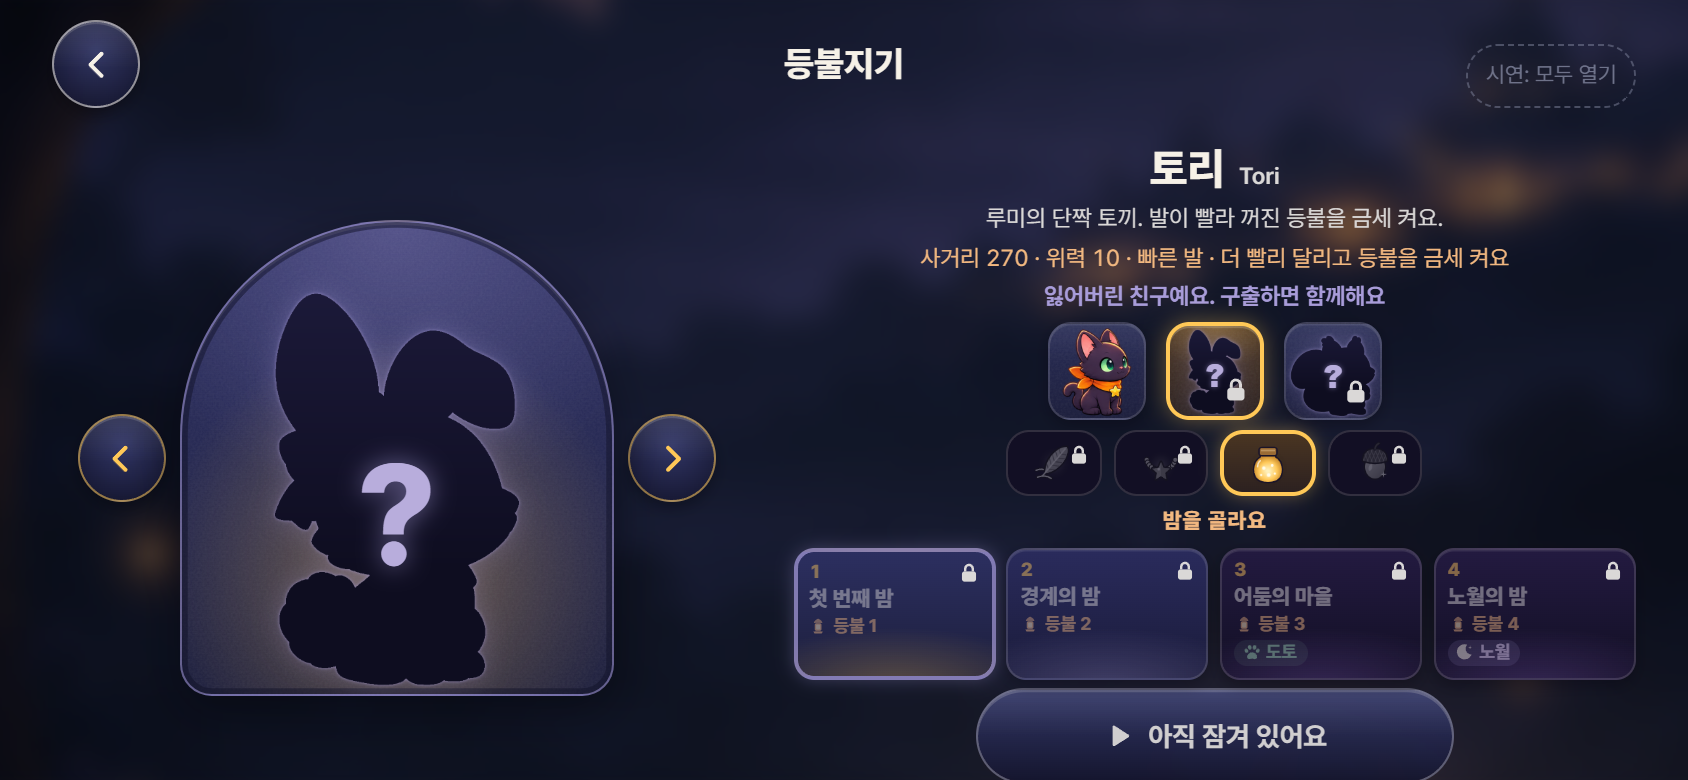 등불지기
시연: 모두 열기
토리 Tori
루미의 단짝 토끼. 발이 빨라 꺼진 등불을 금세 켜요.
사거리 270 · 위력 10 · 빠른 발 · 더 빨리 달리고 등불을 금세 켜요
잃어버린 친구예요. 구출하면 함께해요
?
?
?
밤을 골라요
1
첫 번째 밤
등불 1
2
경계의 밤
등불 2
3
어둠의 마을
등불 3
도토
4
노월의 밤
등불 4
노월
아직 잠겨 있어요